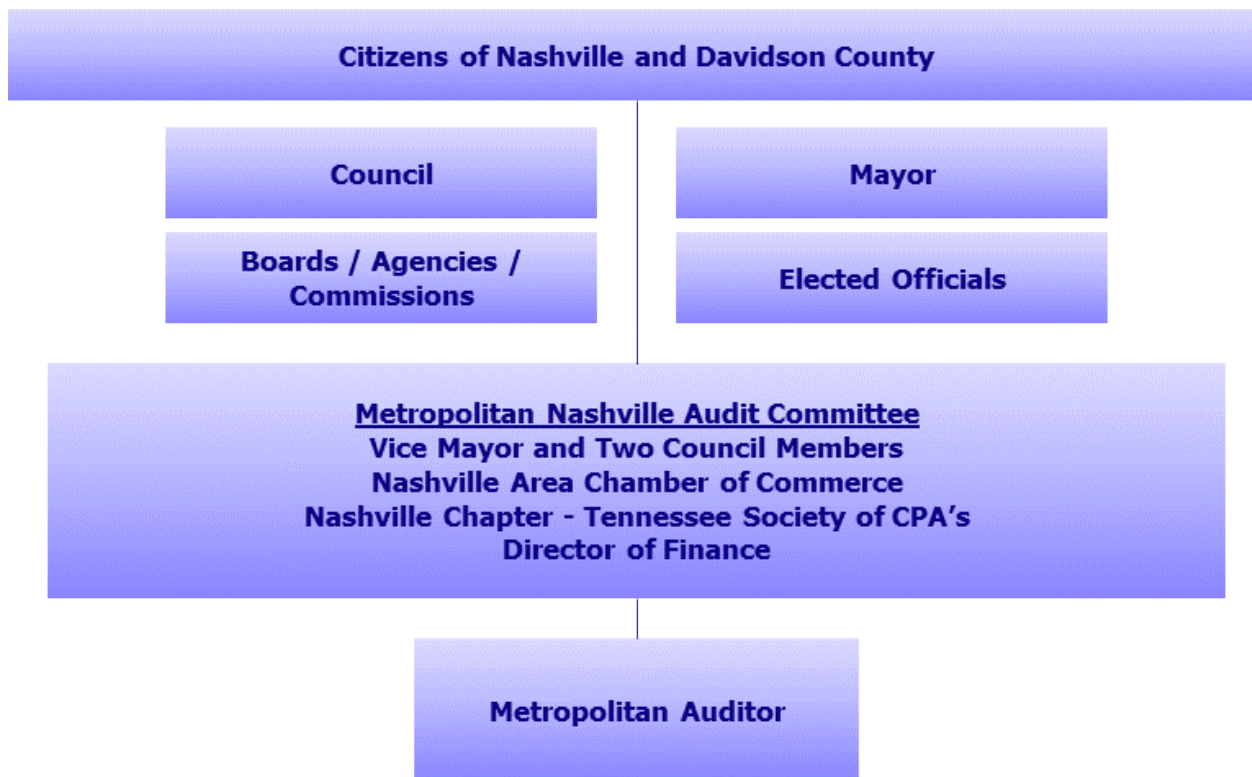 Citizens of Nashville and Davidson County
Council
Mayor
Boards / Agencies /
Commissions
Elected Officials
Metropolitan Nashville Audit Committee
Vice Mayor and Two Council Members
Nashville Area Chamber of Commerce
Nashville Chapter - Tennessee Society of CPA’s
Director of Finance
Metropolitan Auditor